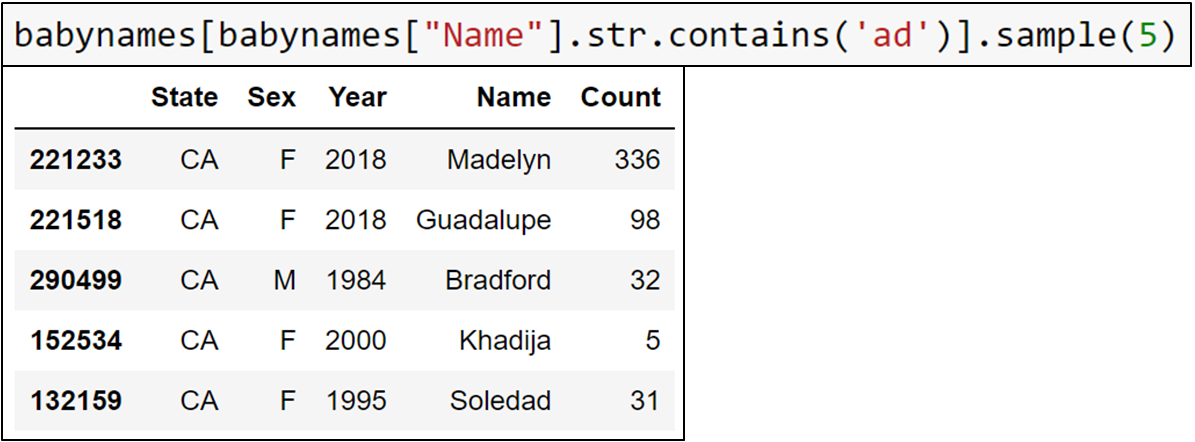 babynames[babynames["Name"].str.contains('ad')].sample(5)
State Sex Year Name Count
221233 CA F 2018 Madelyn 336
221518 CA F 2018 Guadalupe 98
290499 CA M 1984 Bradford 32
152534 CA F 2000 Khadija 5
132159 CA F 1995 Soledad 31